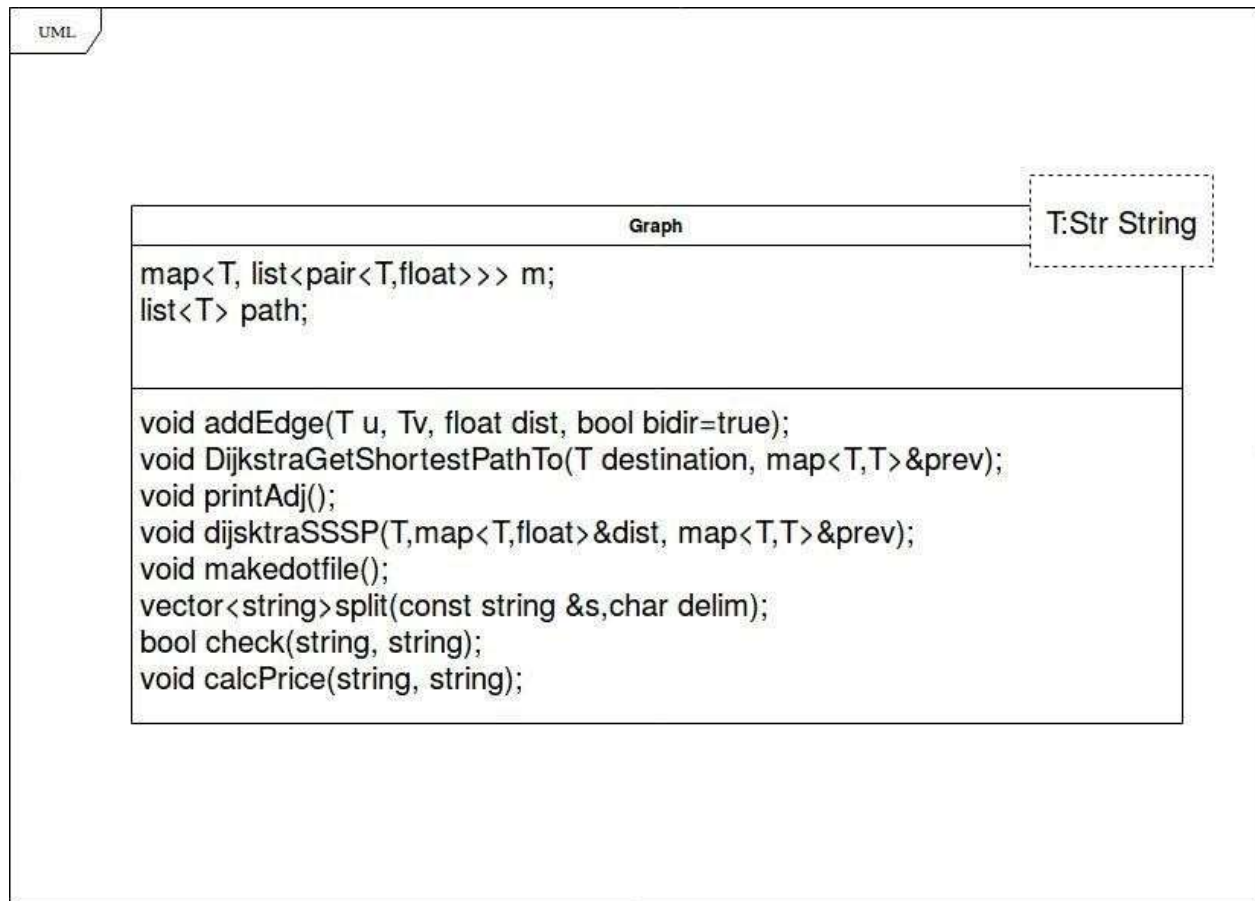 UML
Graph
T:Str String
map<T, list<pair<T,float>>> m;
list<T> path;
void addEdge(T u, Tv, float dist, bool bidir=true);
void DijkstraGetShortestPathTo(T destination, map<T,T>&prev);
void printAdj();
void dijsktraSSSP(T,map<T,float>&dist, map<T,T>&prev);
void makedotfile();
vector<string>split(const string &s,char delim);
bool check(string, string);
void calcPrice(string, string);